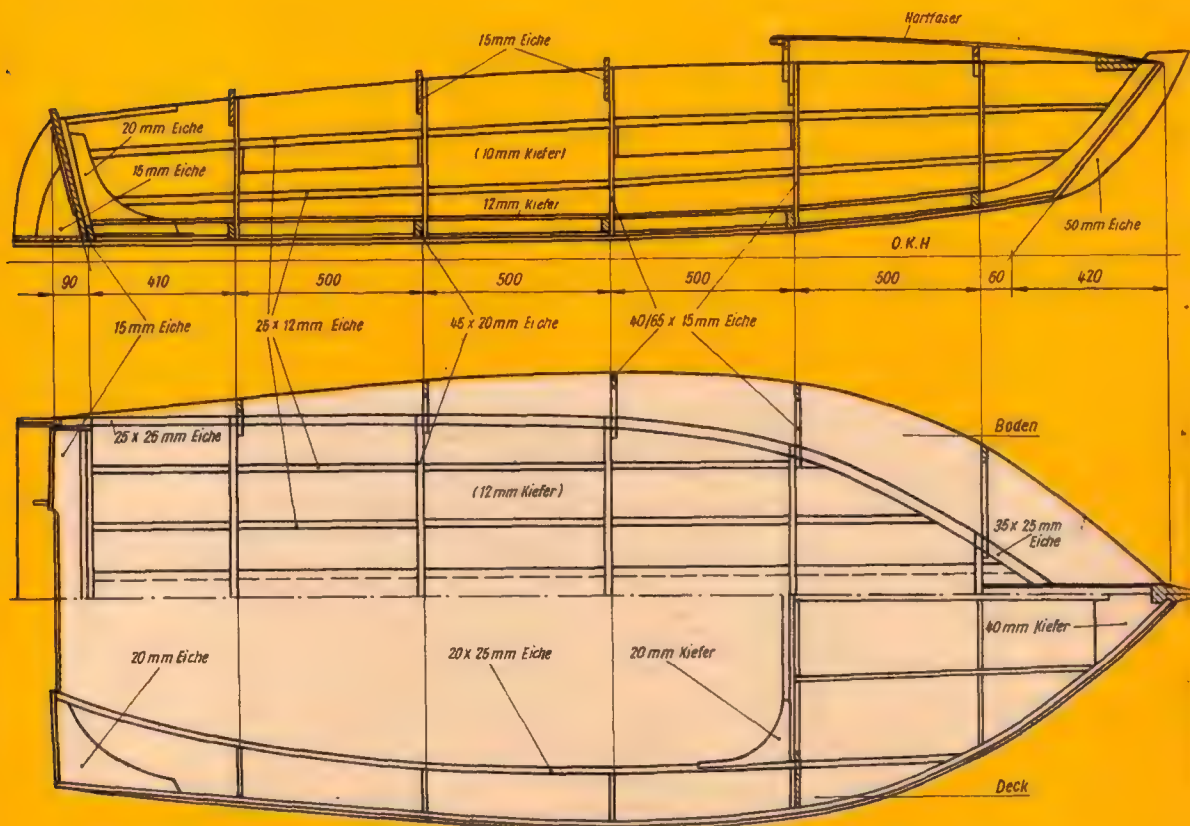 Hartfaser
15mm Eiche
20 mm Eiche
(10mm Kiefer)
15mm Eiche
12mm Kiefer
50mm Eiche
O.K.H
90
410
500
500
500
500
60
420
15mm Eiche
25 x 12mm Eiche
45 x 20mm Eiche
40/65 x 15mm Eiche
25 x 25 mm Eiche
Boden
(12mm Kiefer)
35 x 25 mm
Eiche
20 mm Eiche
20 x 25 mm Eiche
20 mm Kiefer
40mm Kiefer
Deck